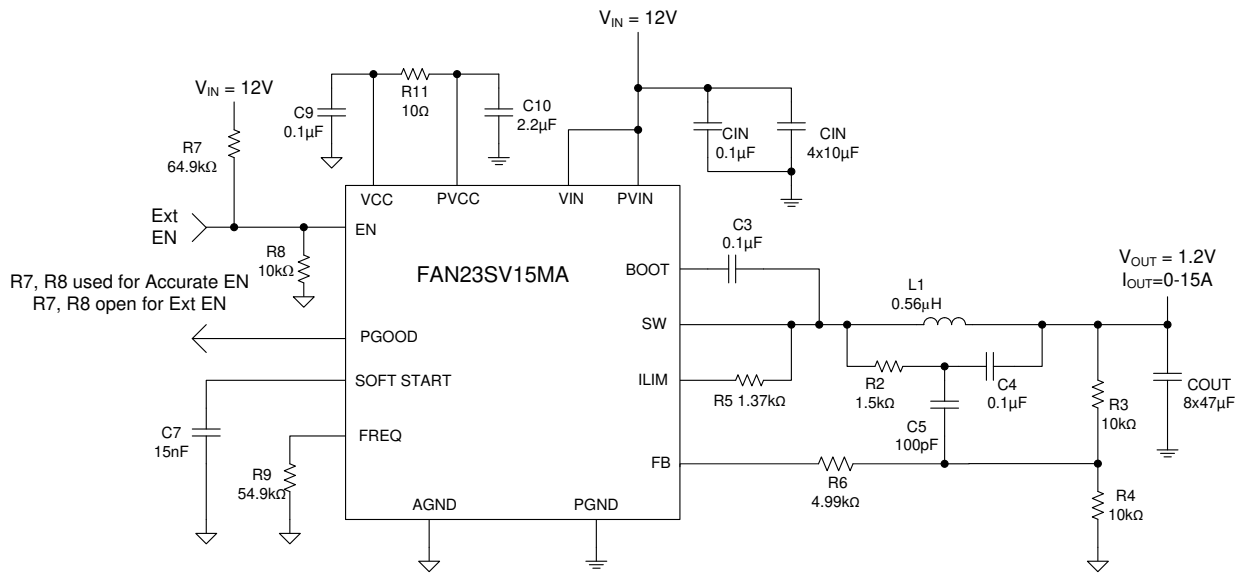 V_IN = 12V
V_IN = 12V
R11
10Ω
C9
0.1µF
C10
2.2µF
CIN
0.1µF
CIN
4x10µF
R7
64.9kΩ
VCC
PVCC
VIN
PVIN
Ext
EN
EN
R8
10kΩ
R7, R8 used for Accurate EN
R7, R8 open for Ext EN
FAN23SV15MA
C3
0.1µF
BOOT
V_OUT = 1.2V
I_OUT=0-15A
L1
0.56µH
SW
PGOOD
SOFT START
ILIM
R5 1.37kΩ
R2
1.5kΩ
C4
0.1µF
R3
10kΩ
COUT
8x47µF
C7
15nF
FREQ
C5
100pF
FB
R9
54.9kΩ
R6
4.99kΩ
R4
10kΩ
AGND
PGND